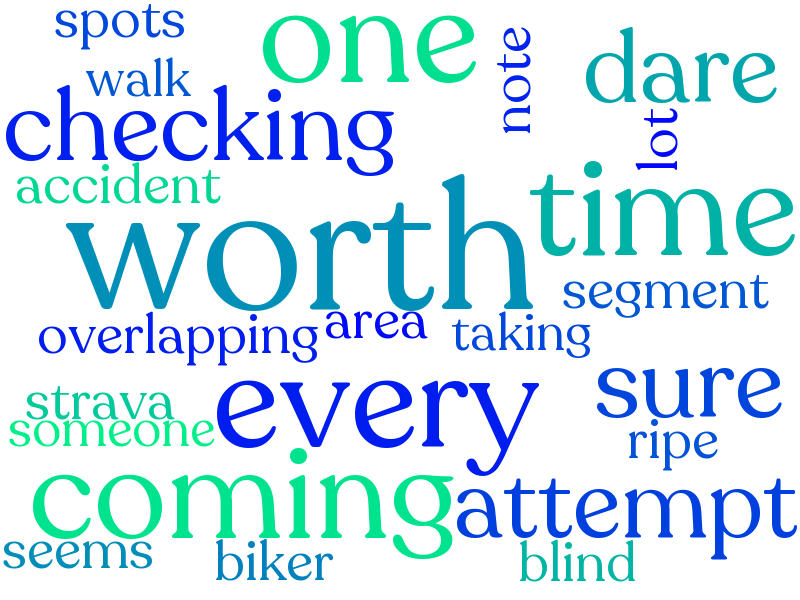 spots
one
note
dare
walk
checking
lot
accident
time
worth
segment
overlapping
area
taking
strava
every
sure
someone
ripe
coming
attempt
seems
biker
blind